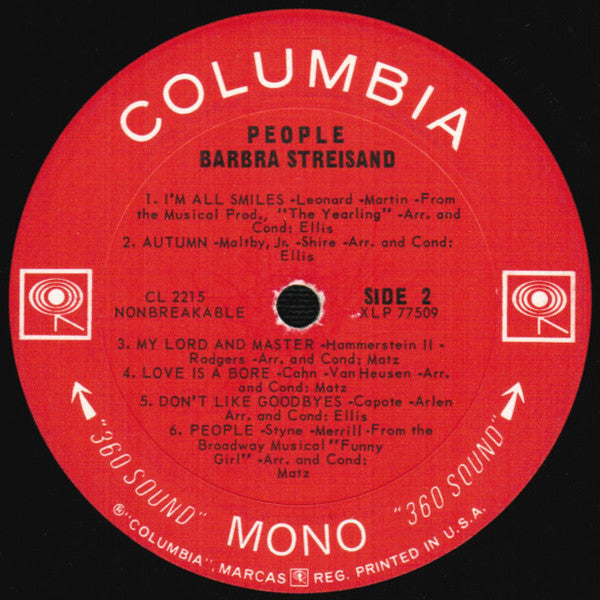 COLUMBIA
PEOPLE
BARBRA STREISAND
1. I'M ALL SMILES -Leonard -Martin -From
the Musical Prod., "The Yearling" -Arr. and
Cond: Ellis
2. AUTUMN -Maltby, Jr. -Shire -Arr. and Cond:
Ellis
CL 2215
NONBREAKABLE
SIDE 2
XLP 77509
3. MY LORD AND MASTER -Hammerstein II -
Rodgers -Arr. and Cond: Matz
4. LOVE IS A BORE -Cahn -Van Heusen -Arr.
and Cond: Matz
5. DON'T LIKE GOODBYES -Capote -Arlen
Arr. and Cond: Ellis
6. PEOPLE -Styne -Merrill -From the
Broadway Musical "Funny
Girl" -Arr. and Cond:
Matz
"360 SOUND"
MONO
"360 SOUND"
®"COLUMBIA", MARCAS REG. PRINTED IN U.S.A.